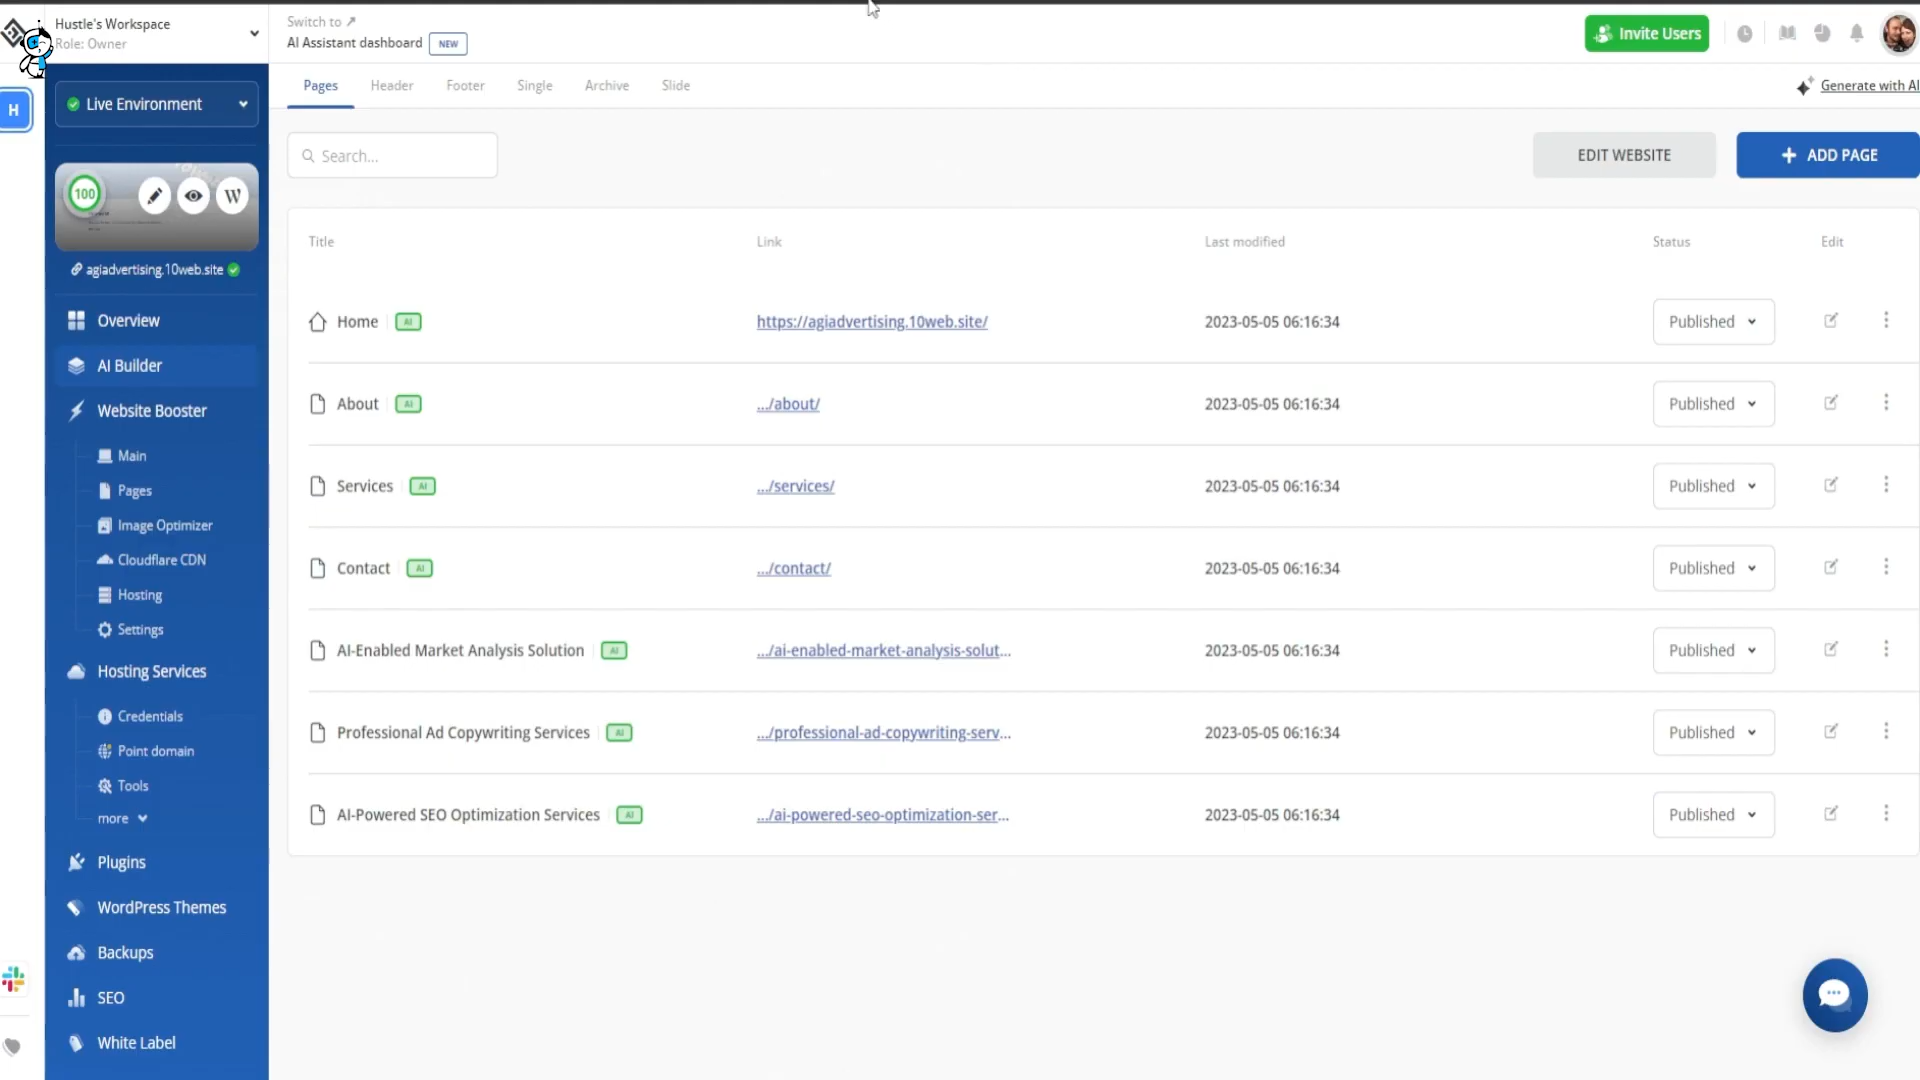 Hustle's Workspace
Role: Owner
Switch to
AI Assistant dashboard NEW
Invite Users
H
Live Environment
Pages Header Footer Single Archive Slide
Generate with AI
Search...
EDIT WEBSITE
+ ADD PAGE
100
W
agiadvertising.10web.site
Overview
AI Builder
Website Booster
Main
Pages
Image Optimizer
Cloudflare CDN
Hosting
Settings
Hosting Services
Credentials
Point domain
Tools
more
Plugins
WordPress Themes
Backups
SEO
White Label
Title Link Last modified Status Edit
Home AI https://agiadvertising.10web.site/ 2023-05-05 06:16:34 Published
About AI .../about/ 2023-05-05 06:16:34 Published
Services AI .../services/ 2023-05-05 06:16:34 Published
Contact AI .../contact/ 2023-05-05 06:16:34 Published
AI-Enabled Market Analysis Solution AI .../ai-enabled-market-analysis-solut... 2023-05-05 06:16:34 Published
Professional Ad Copywriting Services AI .../professional-ad-copywriting-serv... 2023-05-05 06:16:34 Published
AI-Powered SEO Optimization Services AI .../ai-powered-seo-optimization-ser... 2023-05-05 06:16:34 Published